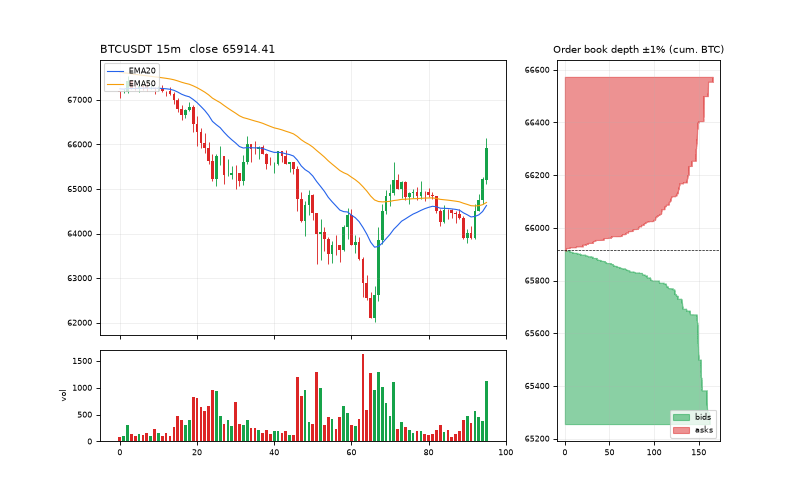 BTCUSDT 15m  close 65914.41
EMA20
EMA50
67000
66000
65000
64000
63000
62000
vol
1500
1000
500
0
0 20 40 60 80 100
Order book depth ±1% (cum. BTC)
66600
66400
66200
66000
65800
65600
65400
65200
bids
asks
0 50 100 150